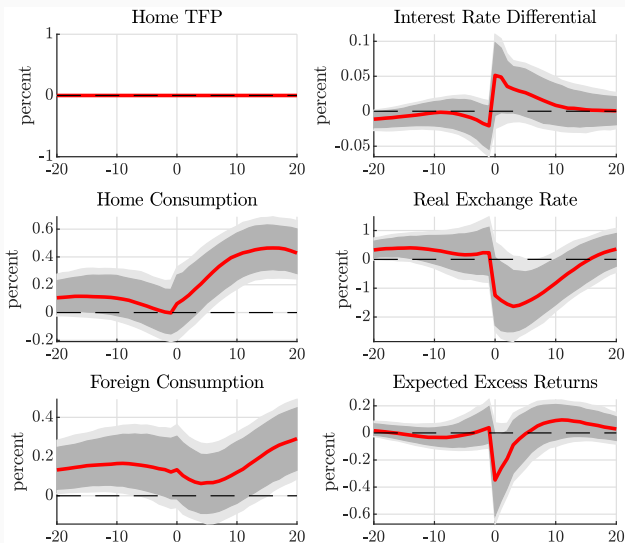 Home TFP
1
0
-1
percent
-20 -10 0 10 20
Interest Rate Differential
0.1
0.05
0
-0.05
percent
-20 -10 0 10 20
Home Consumption
0.6
0.4
0.2
0
-0.2
percent
-20 -10 0 10 20
Real Exchange Rate
1
0
-1
-2
percent
-20 -10 0 10 20
Foreign Consumption
0.4
0.2
0
percent
-20 -10 0 10 20
Expected Excess Returns
0.2
0
-0.2
-0.4
-0.6
percent
-20 -10 0 10 20